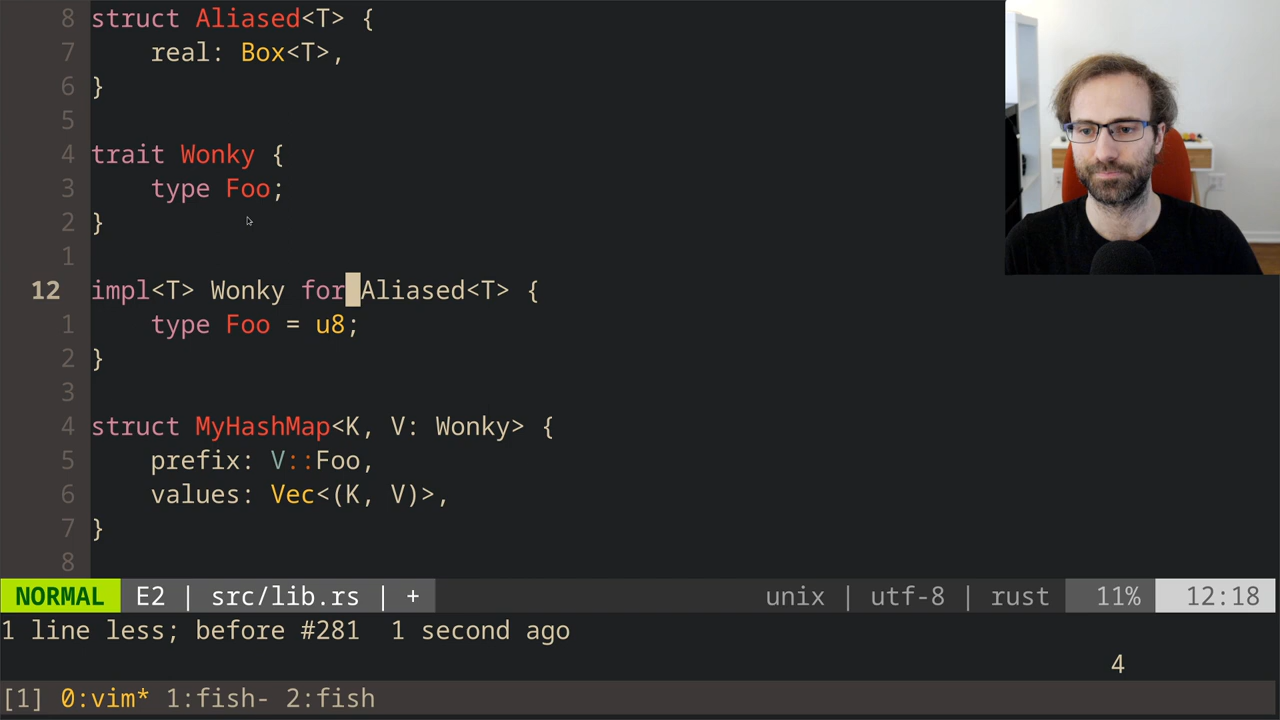 8 struct Aliased<T> {
7     real: Box<T>,
6 }
5
4 trait Wonky {
3     type Foo;
2 }
1
12 impl<T> Wonky for Aliased<T> {
1     type Foo = u8;
2 }
3
4 struct MyHashMap<K, V: Wonky> {
5     prefix: V::Foo,
6     values: Vec<(K, V)>,
7 }
8
NORMAL E2 | src/lib.rs | + unix | utf-8 | rust 11% 12:18
1 line less; before #281  1 second ago
4
[1] 0:vim* 1:fish- 2:fish